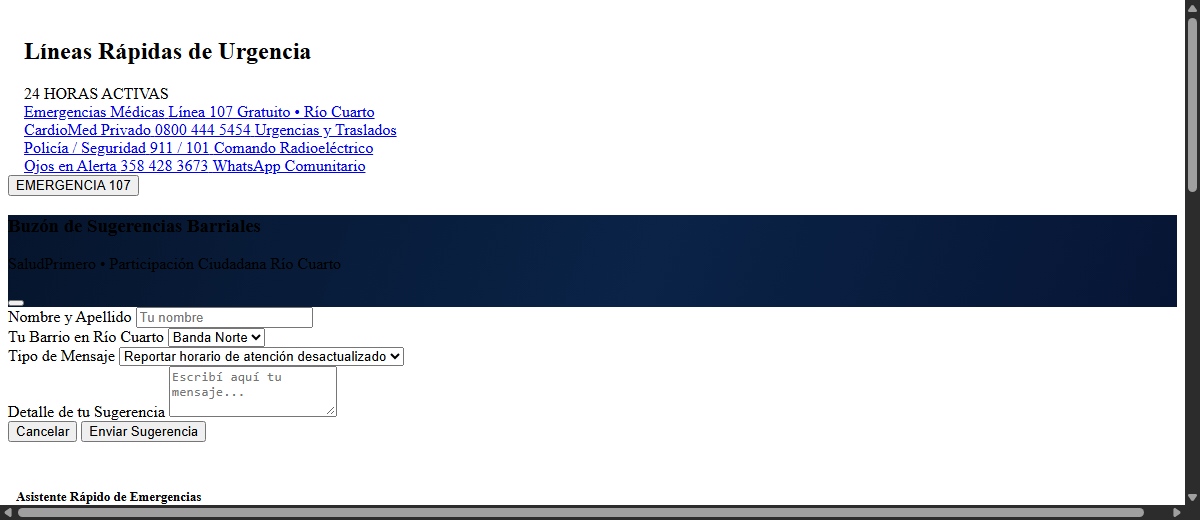 Líneas Rápidas de Urgencia
24 HORAS ACTIVAS
Emergencias Médicas Línea 107 Gratuito • Río Cuarto
CardioMed Privado 0800 444 5454 Urgencias y Traslados
Policía / Seguridad 911 / 101 Comando Radioeléctrico
Ojos en Alerta 358 428 3673 WhatsApp Comunitario
EMERGENCIA 107
Buzón de Sugerencias Barriales
SaludPrimero • Participación Ciudadana Río Cuarto
Nombre y Apellido Tu nombre
Tu Barrio en Río Cuarto Banda Norte
Tipo de Mensaje Reportar horario de atención desactualizado
Escribí aquí tu
mensaje...
Detalle de tu Sugerencia
Cancelar Enviar Sugerencia
Asistente Rápido de Emergencias